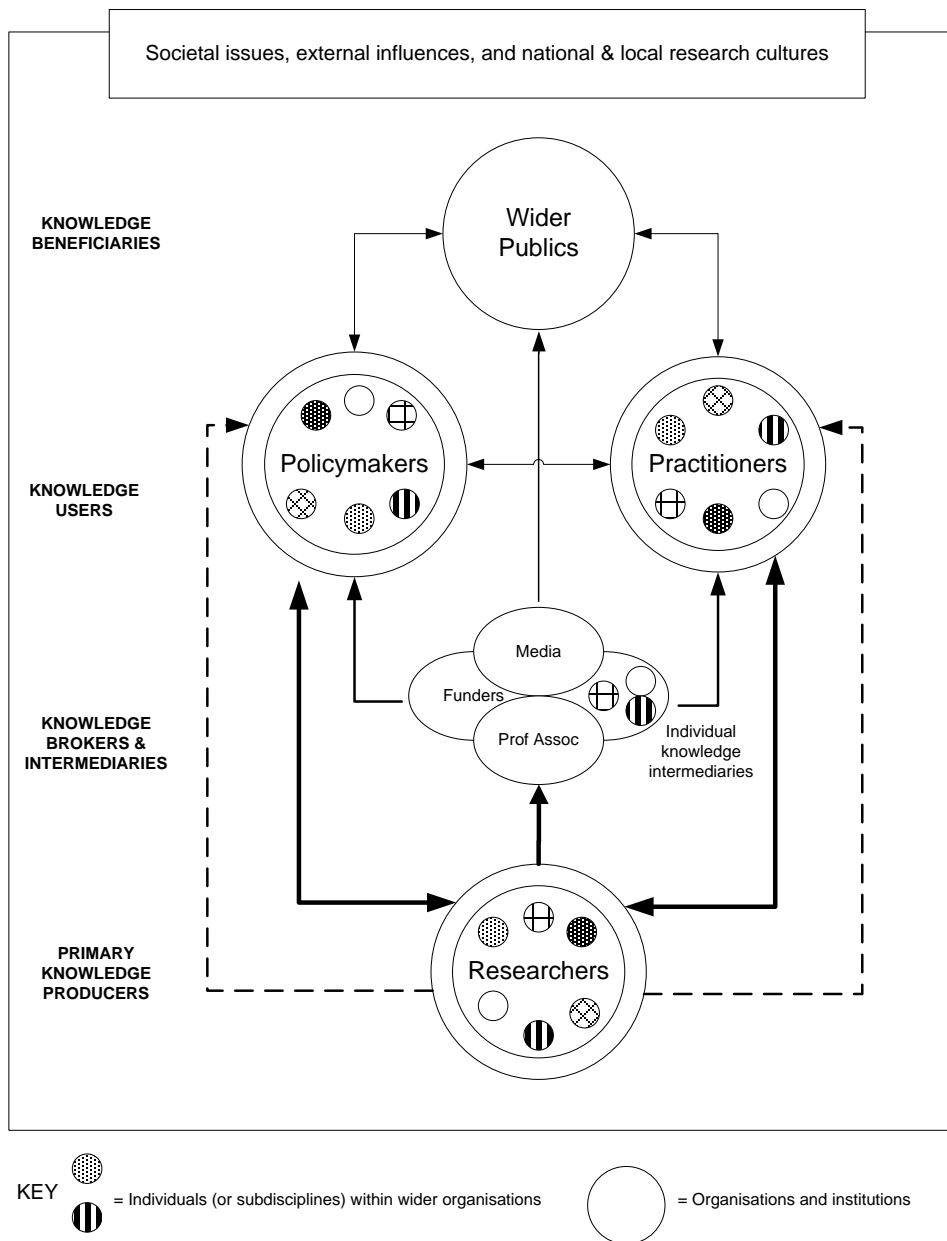 Societal issues, external influences, and national & local research cultures
KNOWLEDGE
BENEFICIARIES
Wider
Publics
Policymakers
Practitioners
KNOWLEDGE
USERS
Media
Funders
Prof Assoc
Individual
knowledge
intermediaries
KNOWLEDGE
BROKERS &
INTERMEDIARIES
PRIMARY
KNOWLEDGE
PRODUCERS
Researchers
KEY
= Individuals (or subdisciplines) within wider organisations
= Organisations and institutions